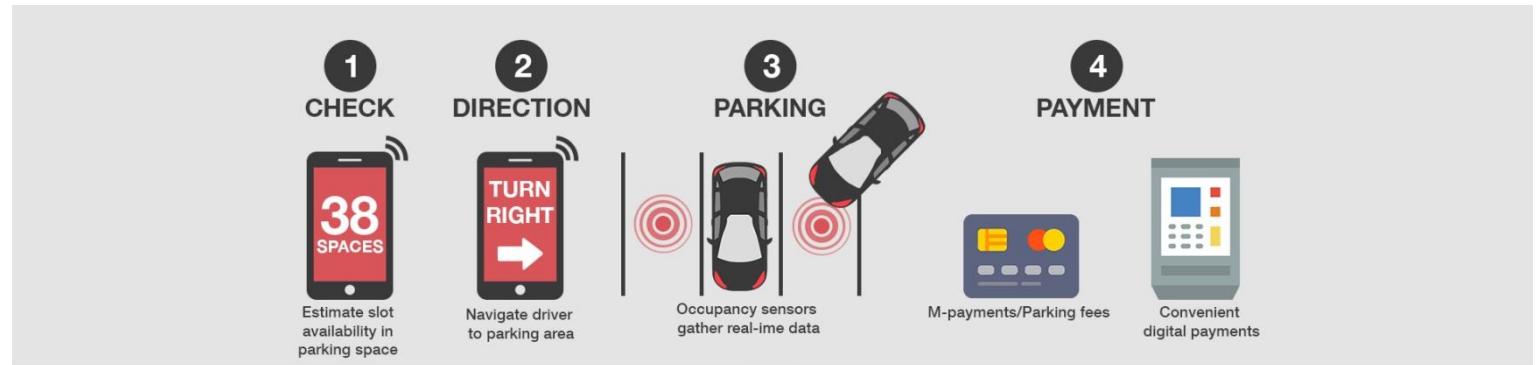 1
CHECK
38
SPACES
Estimate slot
availability in
parking space
2
DIRECTION
TURN
RIGHT
Navigate driver
to parking area
3
PARKING
Occupancy sensors
gather real-ime data
4
PAYMENT
M-payments/Parking fees
Convenient
digital payments